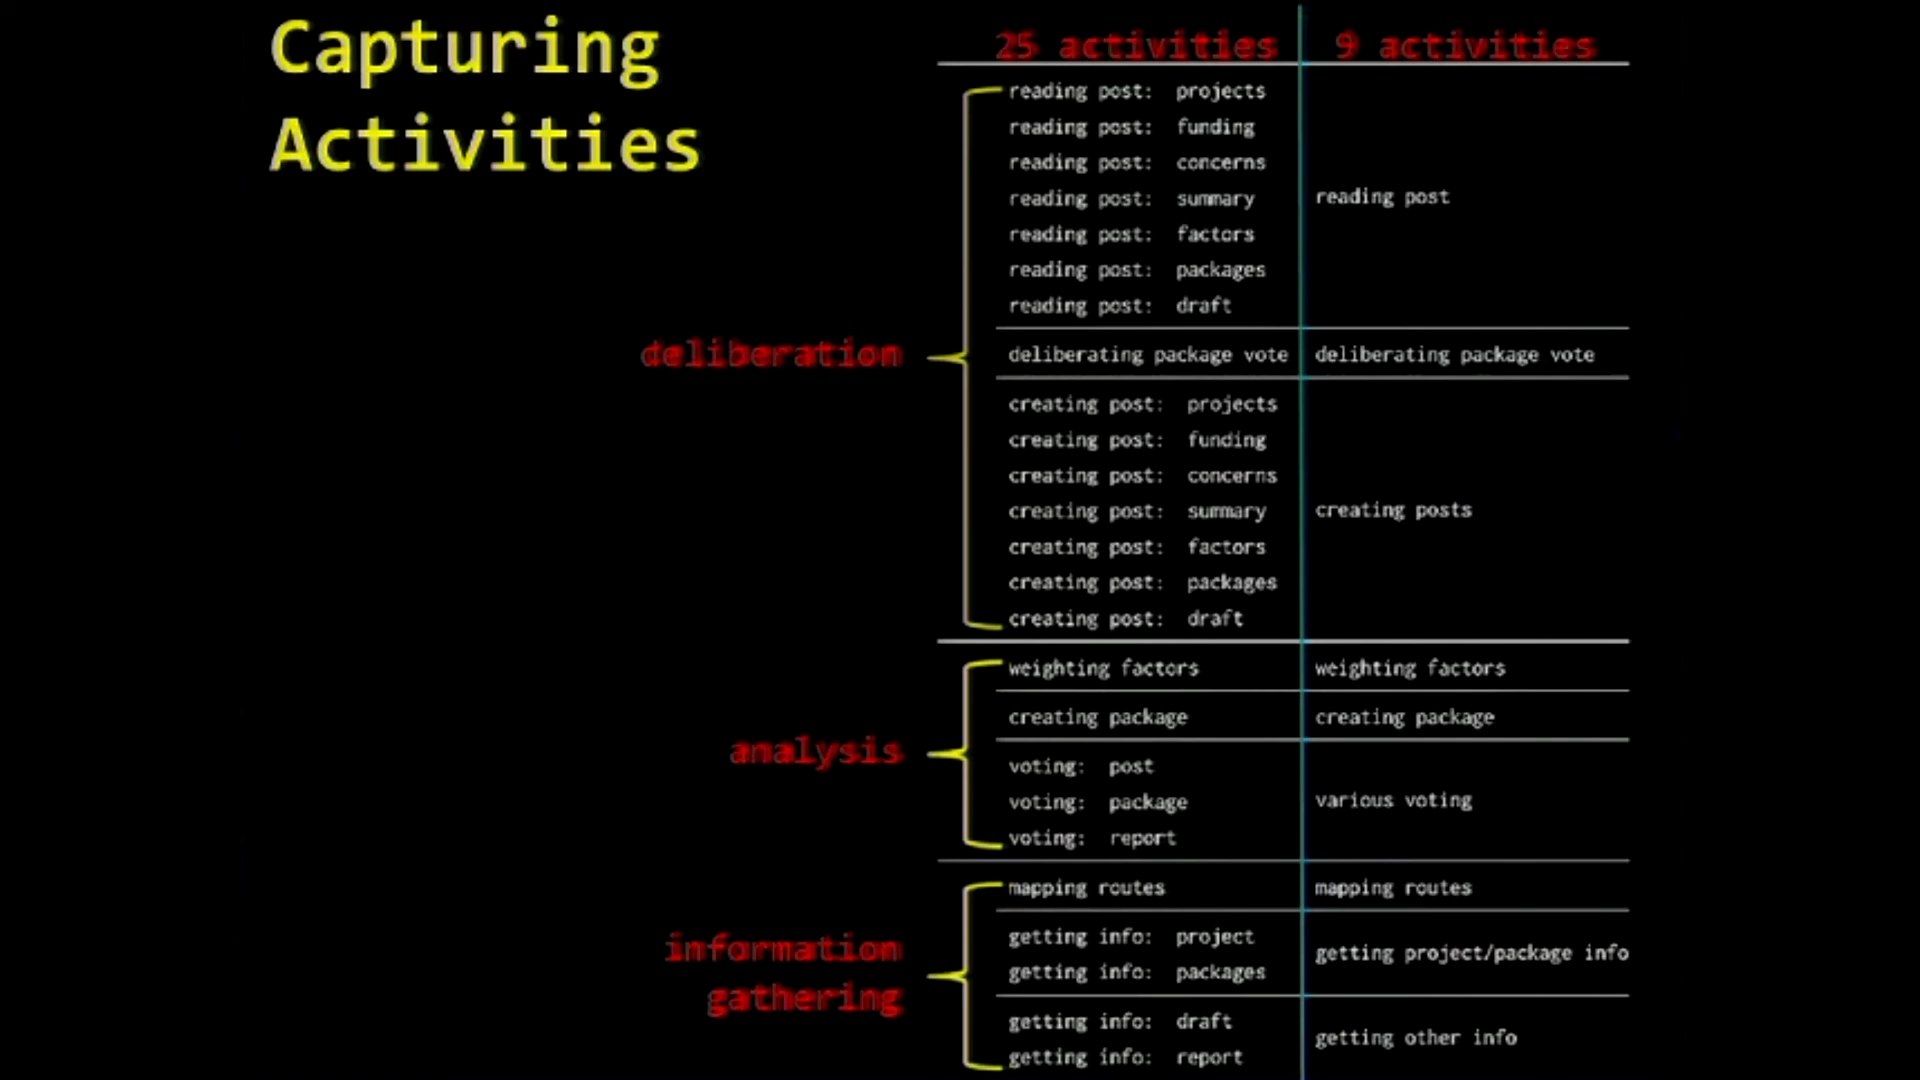 Capturing
Activities
25 activities 9 activities
reading post: projects
reading post: funding
reading post: concerns
reading post: summary
reading post
reading post: factors
reading post: packages
reading post: draft
deliberation
deliberating package vote deliberating package vote
creating post: projects
creating post: funding
creating post: concerns
creating post: summary
creating posts
creating post: factors
creating post: packages
creating post: draft
weighting factors weighting factors
creating package creating package
analysis
voting: post
voting: package
various voting
voting: report
mapping routes mapping routes
information
gathering
getting info: project
getting info: packages
getting project/package info
getting info: draft
getting info: report
getting other info